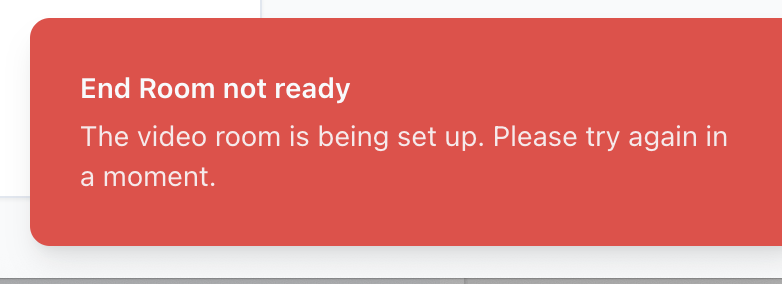 End Room not ready
The video room is being set up. Please try again in
a moment.